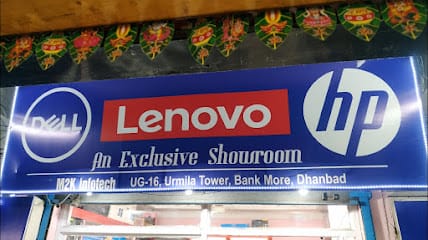 DELL Lenovo hp
An Exclusive Showroom
M2K Infotech UG-16, Urmila Tower, Bank More, Dhanbad